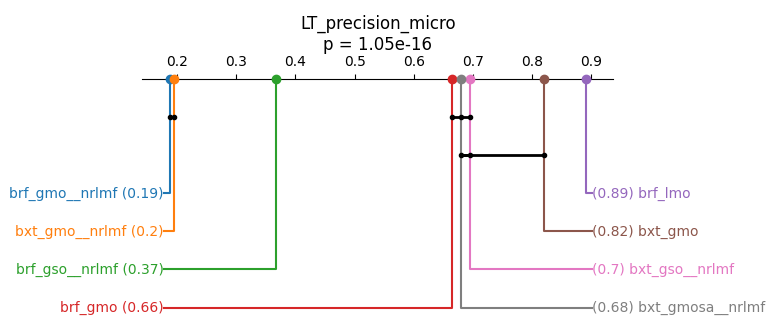 LT_precision_micro
p = 1.05e-16
0.2 0.3 0.4 0.5 0.6 0.7 0.8 0.9
brf_gmo__nrlmf (0.19) (0.89) brf_lmo
bxt_gmo__nrlmf (0.2) (0.82) bxt_gmo
brf_gso__nrlmf (0.37) (0.7) bxt_gso__nrlmf
brf_gmo (0.66) (0.68) bxt_gmosa__nrlmf